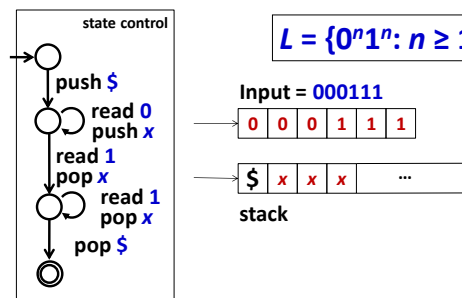 state control
L = {0ⁿ1ⁿ: n ≥ 1
push $
read 0
push x
Input = 000111
0 0 0 1 1 1
read 1
pop x
$ x x x ...
read 1
pop x
stack
pop $